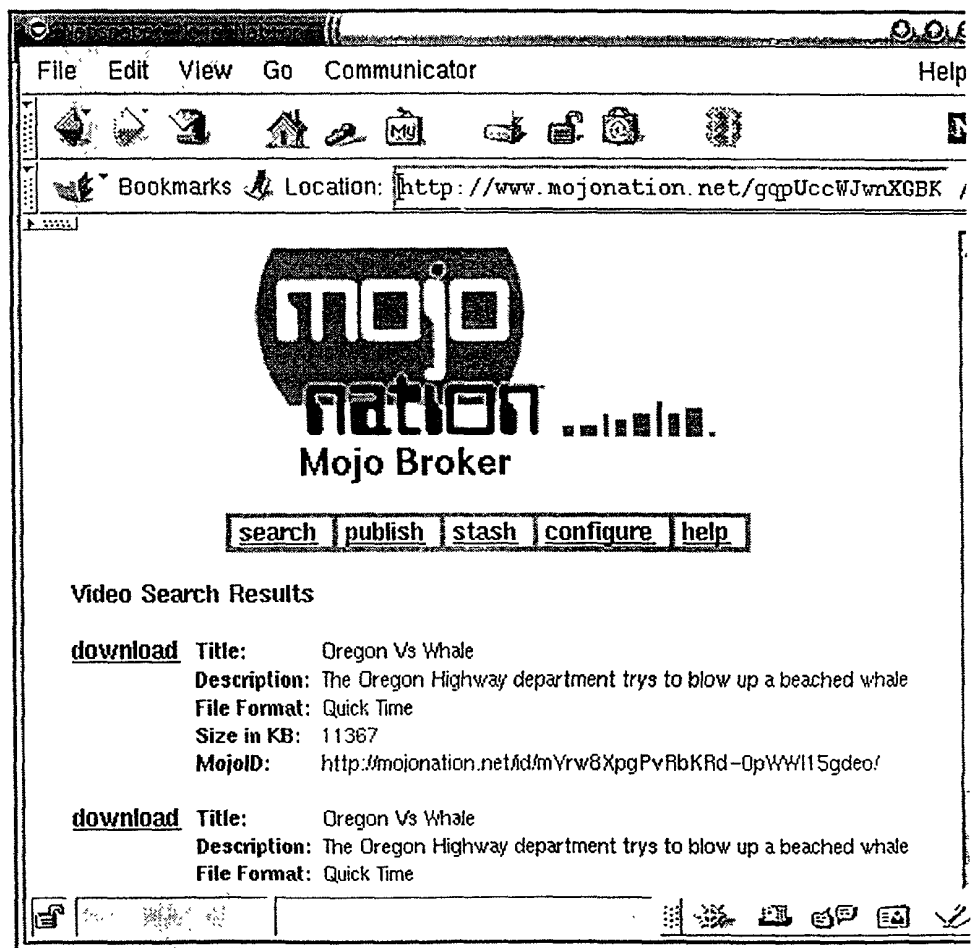 File Edit View Go Communicator Help
My
N
Bookmarks Location: http://www.mojonation.net/gqpUccWJwnXGBK
mojo
nation
Mojo Broker
search publish stash configure help
Video Search Results
download Title: Oregon Vs Whale
Description: The Oregon Highway department trys to blow up a beached whale
File Format: Quick Time
Size in KB: 11367
MojoID: http://mojonation.net/id/mYrw8XpgPvRbKRd-0pWWI15gdeo/
download Title: Oregon Vs Whale
Description: The Oregon Highway department trys to blow up a beached whale
File Format: Quick Time